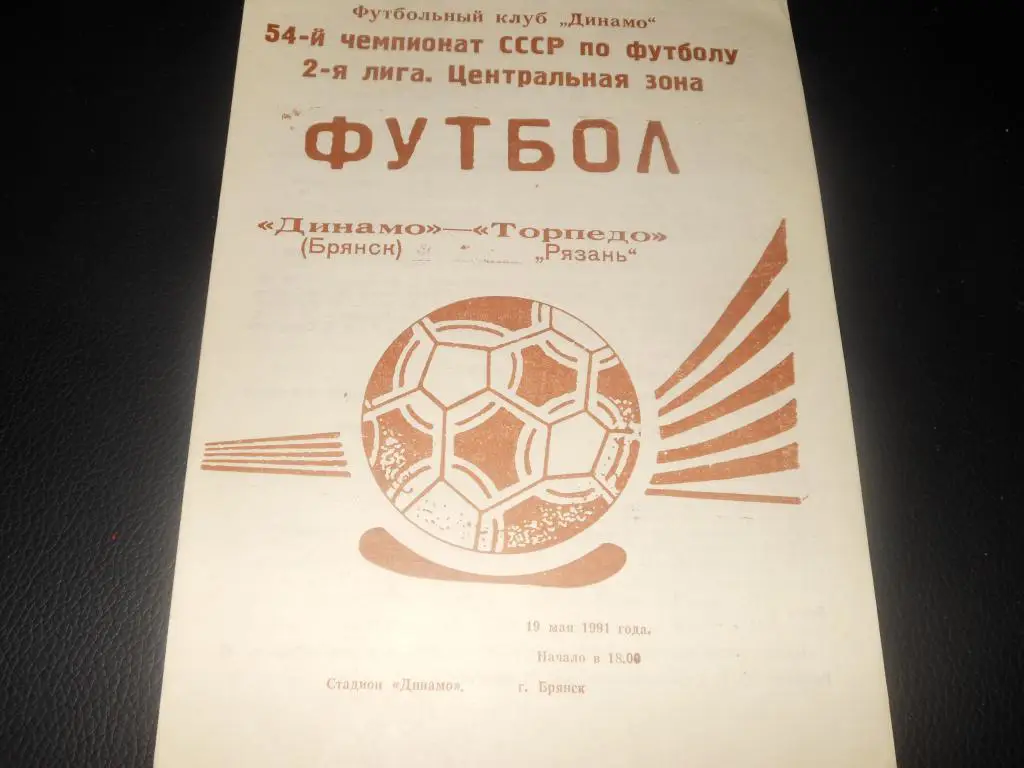 Футбольный клуб „Динамо“
54-й чемпионат СССР по футболу
2-я лига. Центральная зона
ФУТБОЛ
«Динамо»—«Торпедо»
(Брянск) „Рязань“
19 мая 1991 года.
Начало в 18.00
Стадион «Динамо». г. Брянск